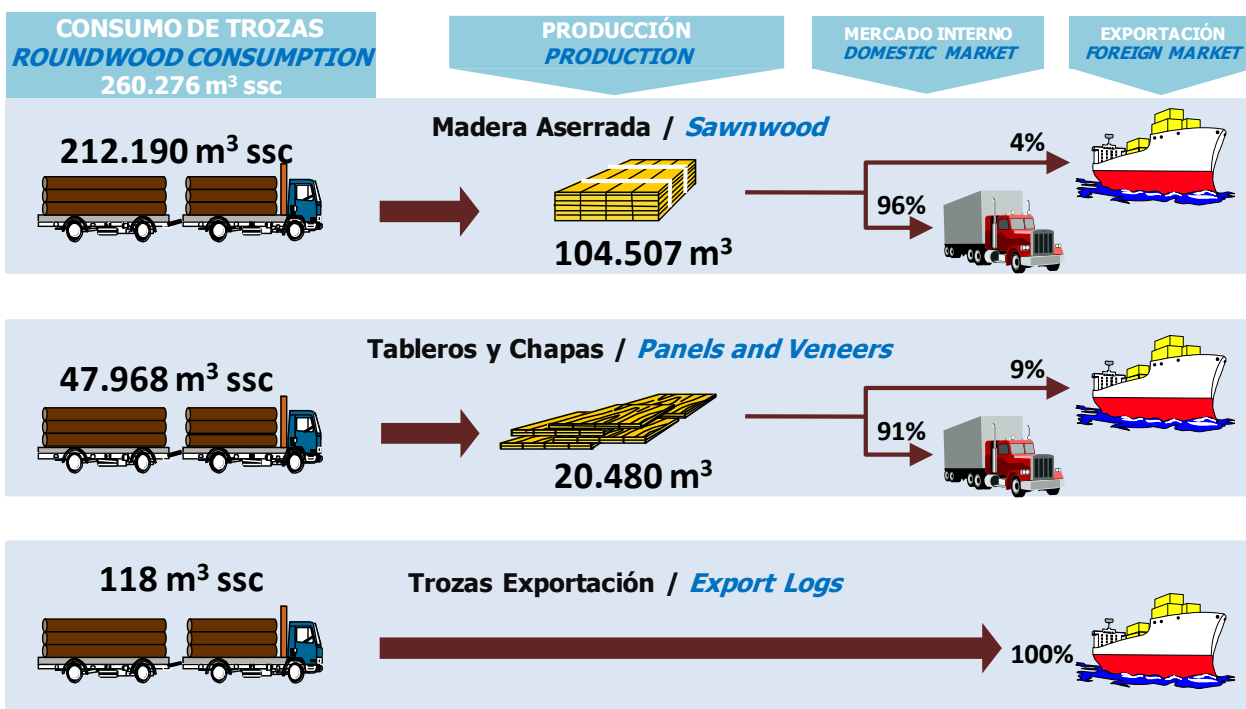 CONSUMO DE TROZAS
ROUNDWOOD CONSUMPTION
260.276 m³ ssc
PRODUCCIÓN
PRODUCTION
MERCADO INTERNO
DOMESTIC MARKET
EXPORTACIÓN
FOREIGN MARKET
Madera Aserrada / Sawnwood
212.190 m³ ssc
104.507 m³
4%
96%
Tableros y Chapas / Panels and Veneers
47.968 m³ ssc
20.480 m³
9%
91%
118 m³ ssc
Trozas Exportación / Export Logs
100%